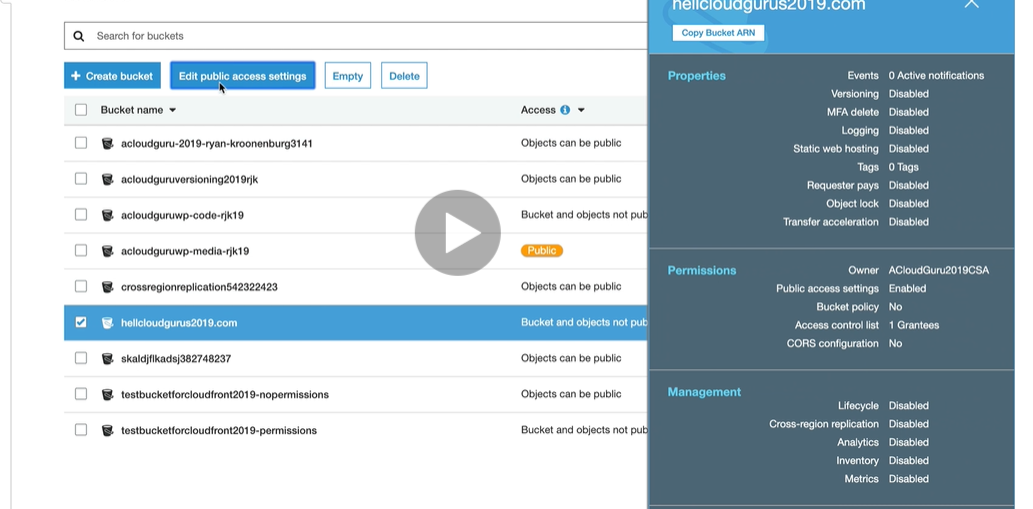 hellcloudgurus2019.com
Copy Bucket ARN
Search for buckets
+ Create bucket
Edit public access settings
Empty
Delete
Bucket name
Access
acloudguru-2019-ryan-kroonenburg3141
Objects can be public
acloudguruversioning2019rjk
Objects can be public
acloudguruwp-code-rjk19
Bucket and objects not pub
acloudguruwp-media-rjk19
Public
crossregionreplication542322423
Objects can be public
hellcloudgurus2019.com
Bucket and objects not pub
skaldjflkadsj382748237
Objects can be public
testbucketforcloudfront2019-nopermissions
Objects can be public
testbucketforcloudfront2019-permissions
Bucket and objects not pub
Properties
Events 0 Active notifications
Versioning Disabled
MFA delete Disabled
Logging Disabled
Static web hosting Disabled
Tags 0 Tags
Requester pays Disabled
Object lock Disabled
Transfer acceleration Disabled
Permissions
Owner ACloudGuru2019CSA
Public access settings Enabled
Bucket policy No
Access control list 1 Grantees
CORS configuration No
Management
Lifecycle Disabled
Cross-region replication Disabled
Analytics Disabled
Inventory Disabled
Metrics Disabled